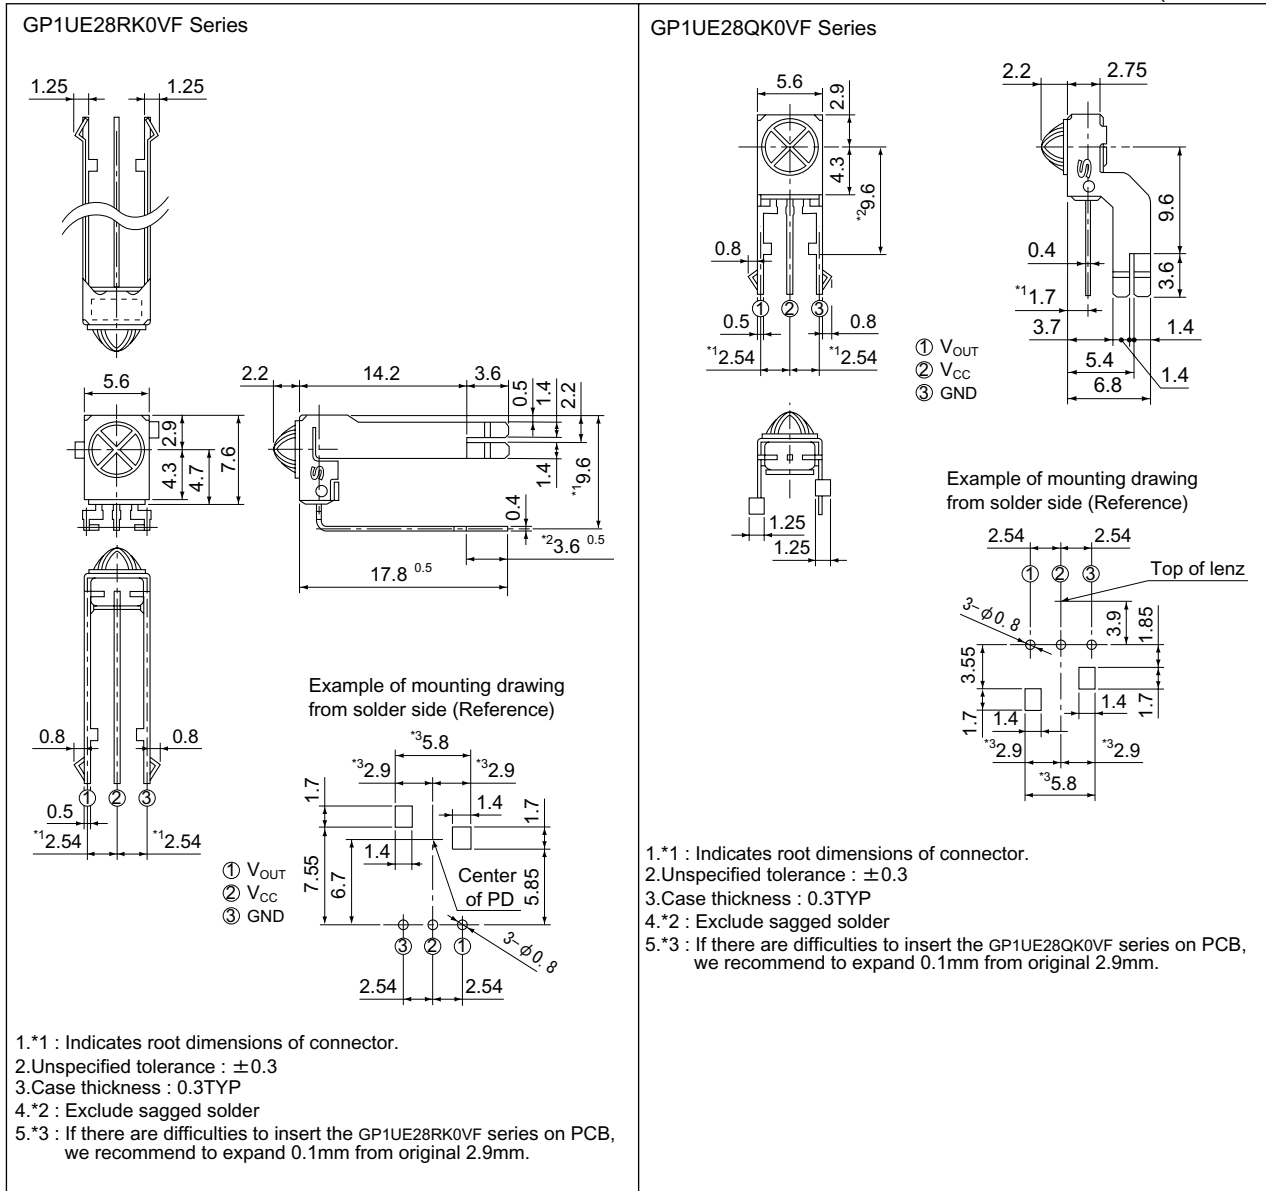 GP1UE28RK0VF Series
1.25
1.25
5.6
2.9
4.3
4.7
7.6
2.2
14.2
3.6
0.5
1.4
2.2
1.4
*19.6
0.4
*23.6 0.5
17.8 0.5
0.8
0.8
① ② ③
0.5
*12.54
*12.54
① VOUT
② VCC
③ GND
Example of mounting drawing
from solder side (Reference)
*35.8
*32.9
*32.9
1.7
1.4
1.7
1.4
7.55
6.7
Center
of PD
5.85
③ ② ①
3-φ0.8
2.54
2.54
1.*1 : Indicates root dimensions of connector.
2.Unspecified tolerance : ±0.3
3.Case thickness : 0.3TYP
4.*2 : Exclude sagged solder
5.*3 : If there are difficulties to insert the GP1UE28RK0VF series on PCB,
we recommend to expand 0.1mm from original 2.9mm.
GP1UE28QK0VF Series
5.6
2.9
4.3
*29.6
0.8
① ② ③
0.5
0.8
*12.54
*12.54
2.2
2.75
9.6
0.4
3.6
*11.7
3.7
1.4
5.4
1.4
6.8
① VOUT
② VCC
③ GND
1.25
1.25
Example of mounting drawing
from solder side (Reference)
2.54
2.54
① ② ③
Top of lenz
3-φ0.8
3.9
1.85
3.55
1.7
1.4
1.4
1.7
*32.9
*32.9
*35.8
1.*1 : Indicates root dimensions of connector.
2.Unspecified tolerance : ±0.3
3.Case thickness : 0.3TYP
4.*2 : Exclude sagged solder
5.*3 : If there are difficulties to insert the GP1UE28QK0VF series on PCB,
we recommend to expand 0.1mm from original 2.9mm.